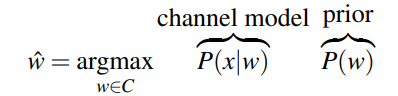 channel model prior
ŵ = argmax P(x|w) P(w)
w∈C